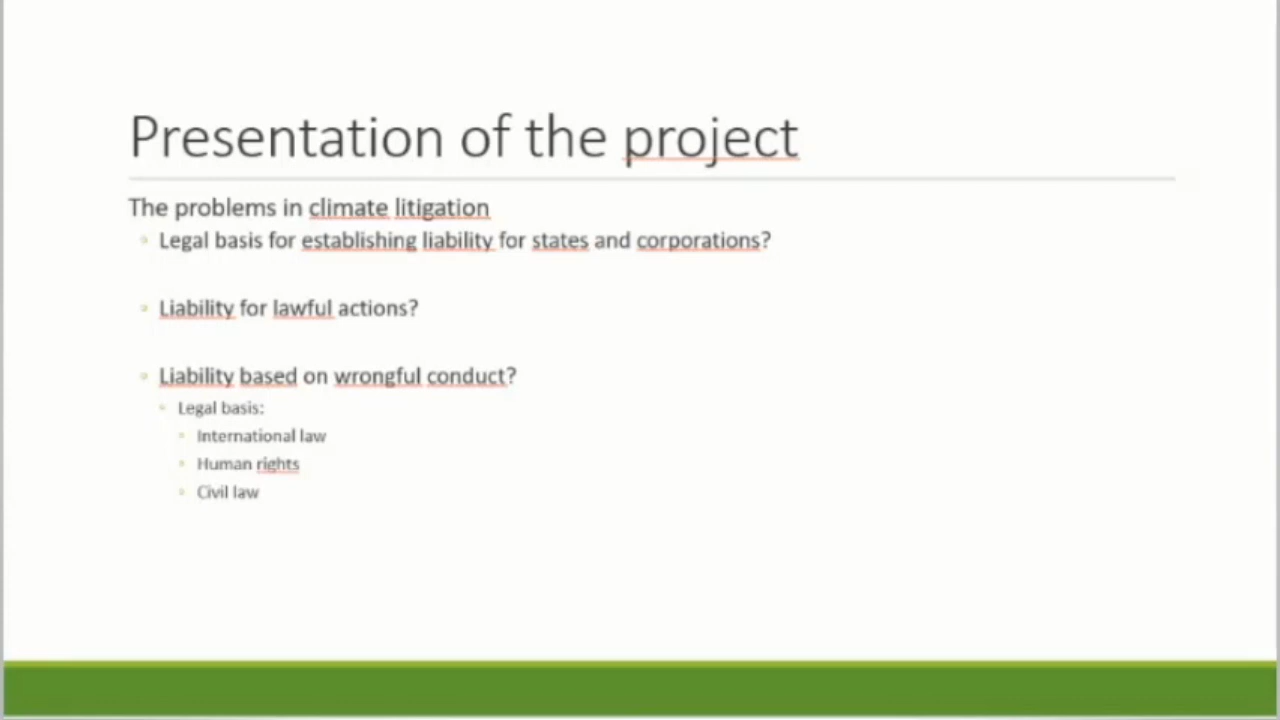 Presentation of the project
The problems in climate litigation
Legal basis for establishing liability for states and corporations?
Liability for lawful actions?
Liability based on wrongful conduct?
Legal basis:
International law
Human rights
Civil law